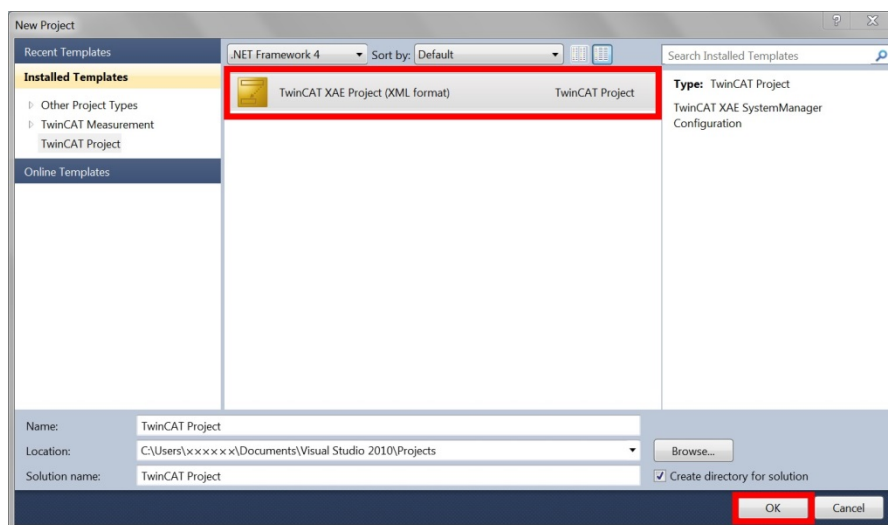 New Project
Recent Templates
Installed Templates
Other Project Types
TwinCAT Measurement
TwinCAT Project
Online Templates
.NET Framework 4 Sort by: Default
TwinCAT XAE Project (XML format) TwinCAT Project
Search Installed Templates
Type: TwinCAT Project
TwinCAT XAE SystemManager
Configuration
Name: TwinCAT Project
Location: C:\Users\××××××\Documents\Visual Studio 2010\Projects Browse...
Solution name: TwinCAT Project Create directory for solution
OK Cancel